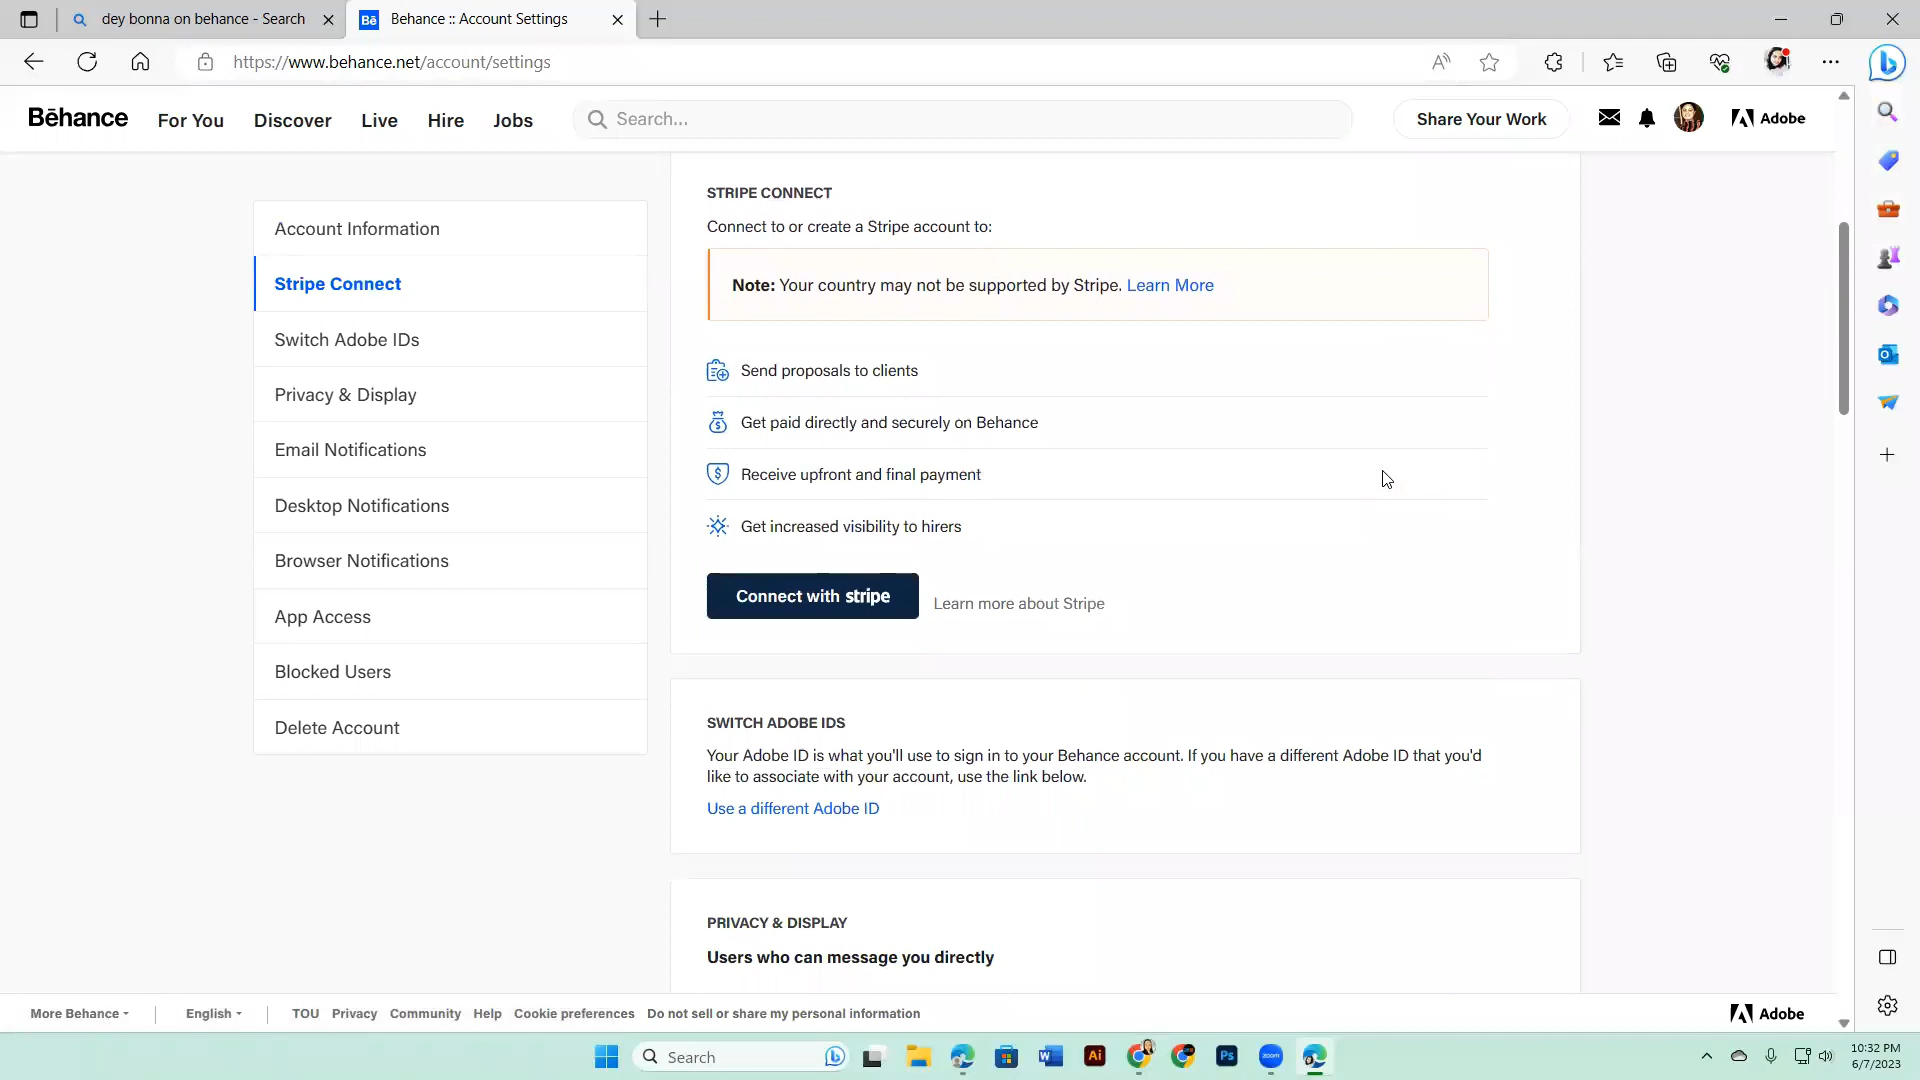 dey bonna on behance - Search
Bē
Behance :: Account Settings
https://www.behance.net/account/settings
Bēhance
For You
Discover
Live
Hire
Jobs
Search...
Share Your Work
Adobe
Account Information
Stripe Connect
Switch Adobe IDs
Privacy & Display
Email Notifications
Desktop Notifications
Browser Notifications
App Access
Blocked Users
Delete Account
STRIPE CONNECT
Connect to or create a Stripe account to:
Note: Your country may not be supported by Stripe. Learn More
Send proposals to clients
Get paid directly and securely on Behance
Receive upfront and final payment
Get increased visibility to hirers
Connect with stripe
Learn more about Stripe
SWITCH ADOBE IDS
Your Adobe ID is what you'll use to sign in to your Behance account. If you have a different Adobe ID that you'd
like to associate with your account, use the link below.
Use a different Adobe ID
PRIVACY & DISPLAY
Users who can message you directly
More Behance
English
TOU
Privacy
Community
Help
Cookie preferences
Do not sell or share my personal information
Adobe
Search
Ai
Ps
zoom
10:32 PM
6/7/2023